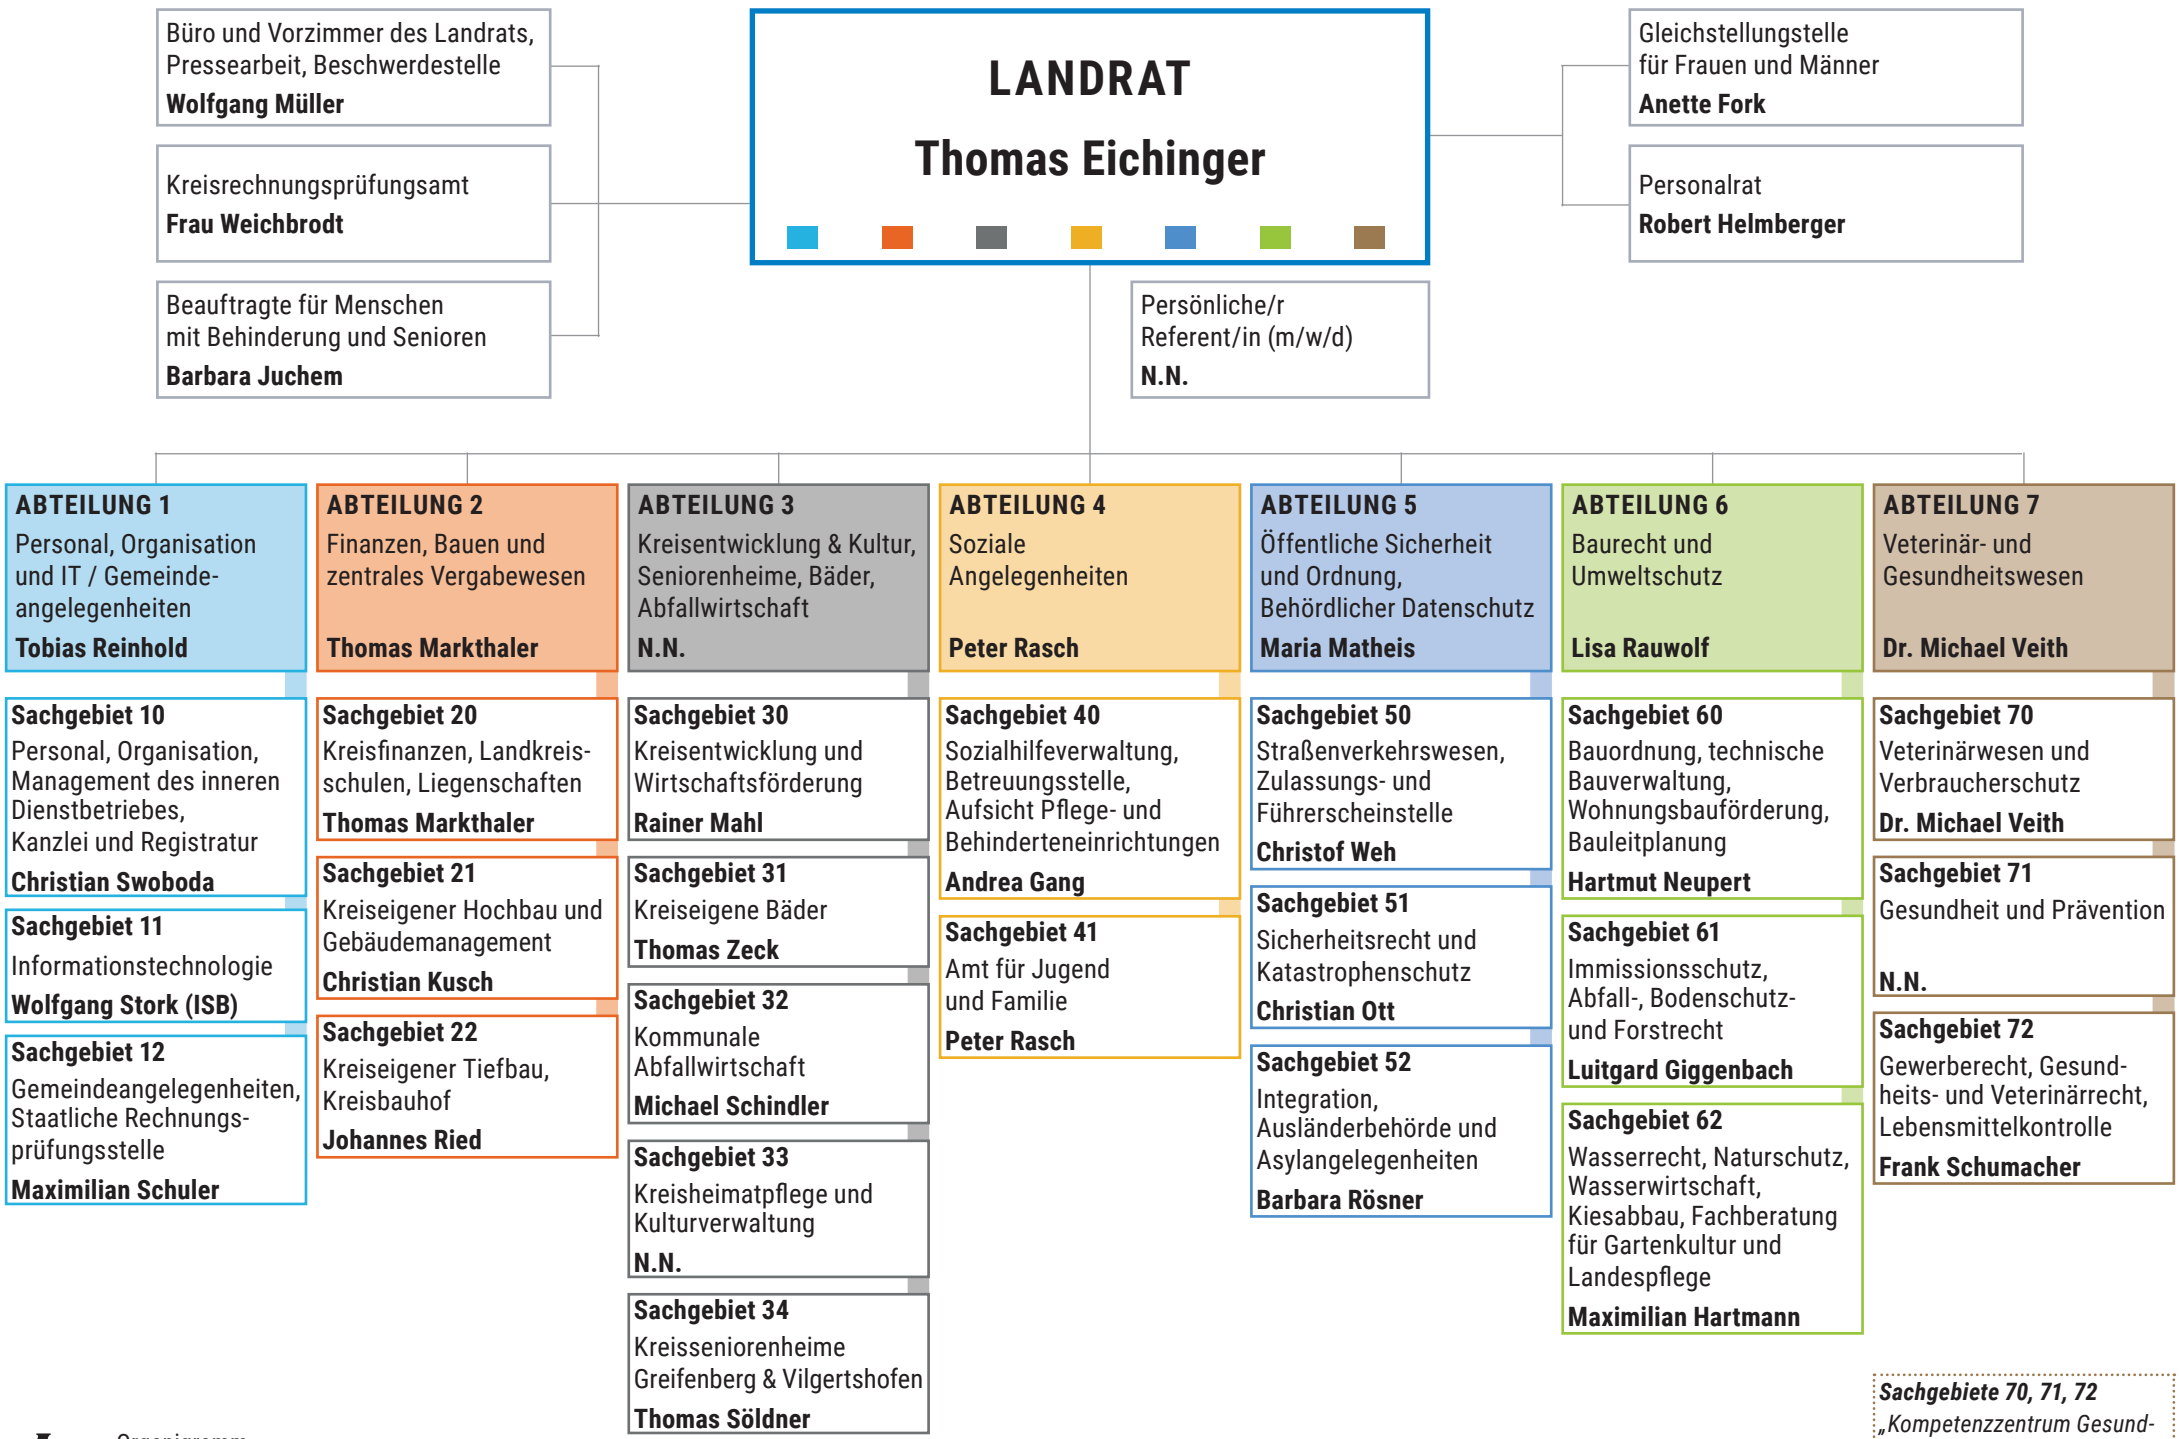 Büro und Vorzimmer des Landrats,
Pressearbeit, Beschwerdestelle
Wolfgang Müller
Kreisrechnungsprüfungsamt
Frau Weichbrodt
Beauftragte für Menschen
mit Behinderung und Senioren
Barbara Juchem
LANDRAT
Thomas Eichinger
Gleichstellungstelle
für Frauen und Männer
Anette Fork
Personalrat
Robert Helmberger
Persönliche/r
Referent/in (m/w/d)
N.N.
ABTEILUNG 1
Personal, Organisation
und IT / Gemeinde-
angelegenheiten
Tobias Reinhold
Sachgebiet 10
Personal, Organisation,
Management des inneren
Dienstbetriebes,
Kanzlei und Registratur
Christian Swoboda
Sachgebiet 11
Informationstechnologie
Wolfgang Stork (ISB)
Sachgebiet 12
Gemeindeangelegenheiten,
Staatliche Rechnungs-
prüfungsstelle
Maximilian Schuler
ABTEILUNG 2
Finanzen, Bauen und
zentrales Vergabewesen
Thomas Markthaler
Sachgebiet 20
Kreisfinanzen, Landkreis-
schulen, Liegenschaften
Thomas Markthaler
Sachgebiet 21
Kreiseigener Hochbau und
Gebäudemanagement
Christian Kusch
Sachgebiet 22
Kreiseigener Tiefbau,
Kreisbauhof
Johannes Ried
ABTEILUNG 3
Kreisentwicklung & Kultur,
Seniorenheime, Bäder,
Abfallwirtschaft
N.N.
Sachgebiet 30
Kreisentwicklung und
Wirtschaftsförderung
Rainer Mahl
Sachgebiet 31
Kreiseigene Bäder
Thomas Zeck
Sachgebiet 32
Kommunale
Abfallwirtschaft
Michael Schindler
Sachgebiet 33
Kreisheimatpflege und
Kulturverwaltung
N.N.
Sachgebiet 34
Kreisseniorenheime
Greifenberg & Vilgertshofen
Thomas Söldner
ABTEILUNG 4
Soziale
Angelegenheiten
Peter Rasch
Sachgebiet 40
Sozialhilfeverwaltung,
Betreuungsstelle,
Aufsicht Pflege- und
Behinderteneinrichtungen
Andrea Gang
Sachgebiet 41
Amt für Jugend
und Familie
Peter Rasch
ABTEILUNG 5
Öffentliche Sicherheit
und Ordnung,
Behördlicher Datenschutz
Maria Matheis
Sachgebiet 50
Straßenverkehrswesen,
Zulassungs- und
Führerscheinstelle
Christof Weh
Sachgebiet 51
Sicherheitsrecht und
Katastrophenschutz
Christian Ott
Sachgebiet 52
Integration,
Ausländerbehörde und
Asylangelegenheiten
Barbara Rösner
ABTEILUNG 6
Baurecht und
Umweltschutz
Lisa Rauwolf
Sachgebiet 60
Bauordnung, technische
Bauverwaltung,
Wohnungsbauförderung,
Bauleitplanung
Hartmut Neupert
Sachgebiet 61
Immissionsschutz,
Abfall-, Bodenschutz-
und Forstrecht
Luitgard Giggenbach
Sachgebiet 62
Wasserrecht, Naturschutz,
Wasserwirtschaft,
Kiesabbau, Fachberatung
für Gartenkultur und
Landespflege
Maximilian Hartmann
ABTEILUNG 7
Veterinär- und
Gesundheitswesen
Dr. Michael Veith
Sachgebiet 70
Veterinärwesen und
Verbraucherschutz
Dr. Michael Veith
Sachgebiet 71
Gesundheit und Prävention
N.N.
Sachgebiet 72
Gewerberecht, Gesund-
heits- und Veterinärrecht,
Lebensmittelkontrolle
Frank Schumacher
Sachgebiete 70, 71, 72
„Kompetenzzentrum Gesund-